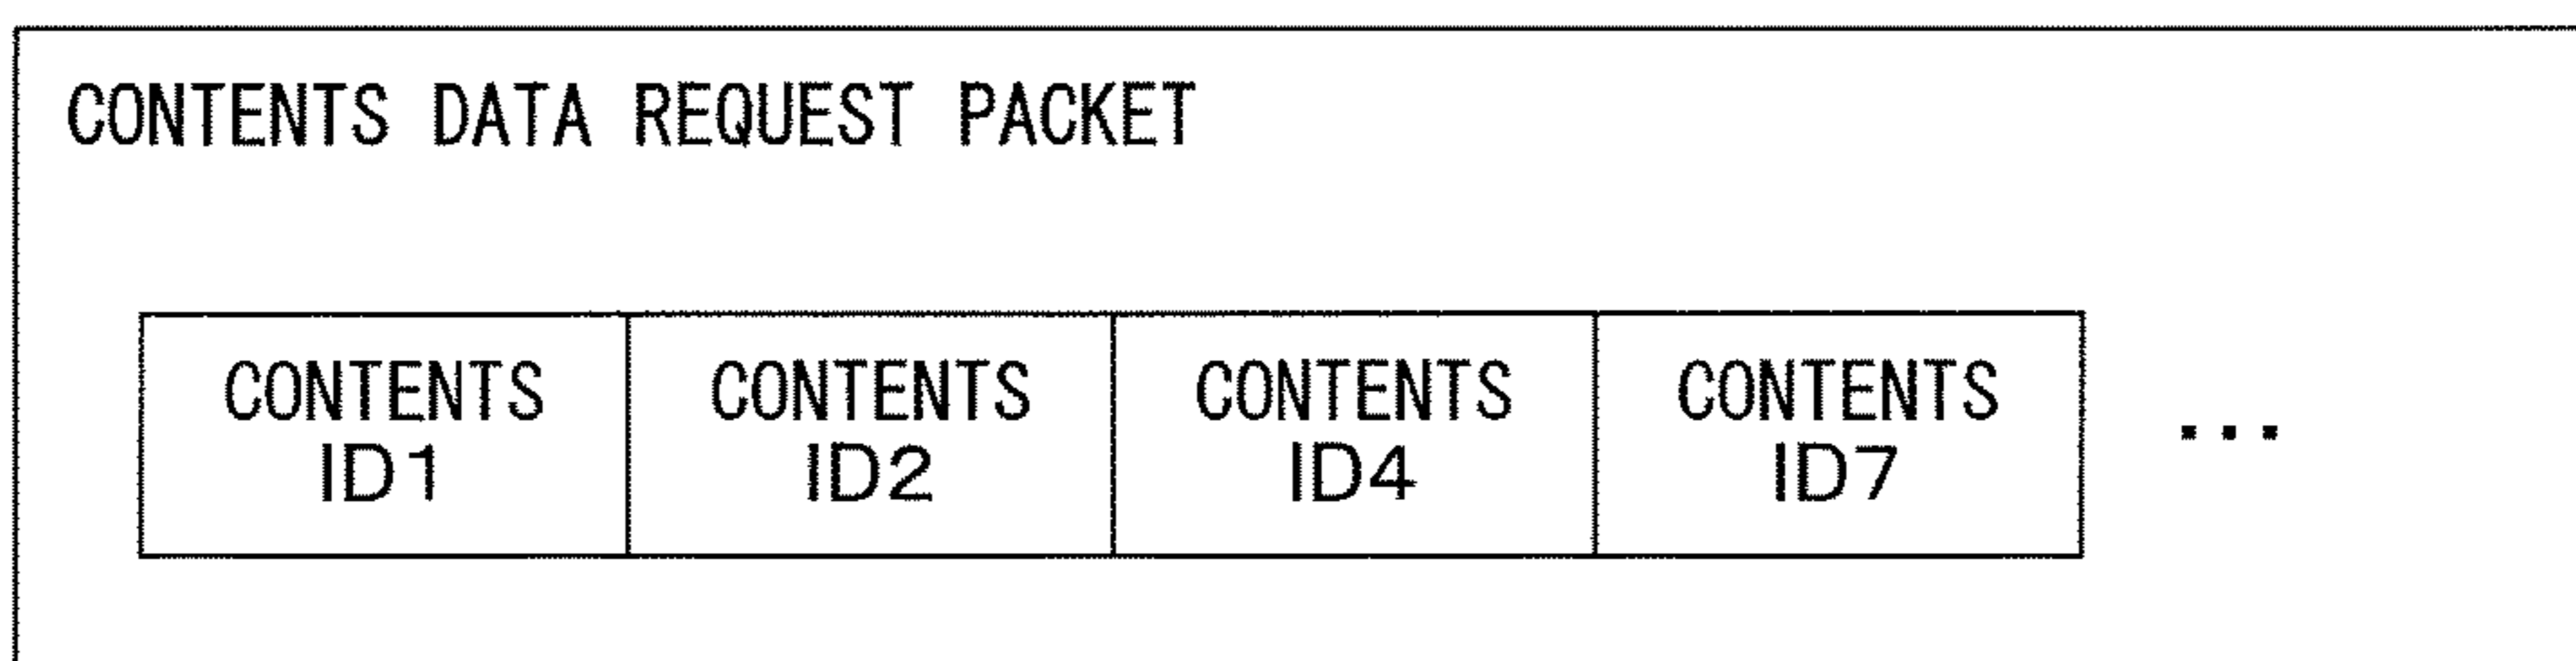 CONTENTS DATA REQUEST PACKET
CONTENTS CONTENTS CONTENTS CONTENTS ...
ID1 ID2 ID4 ID7